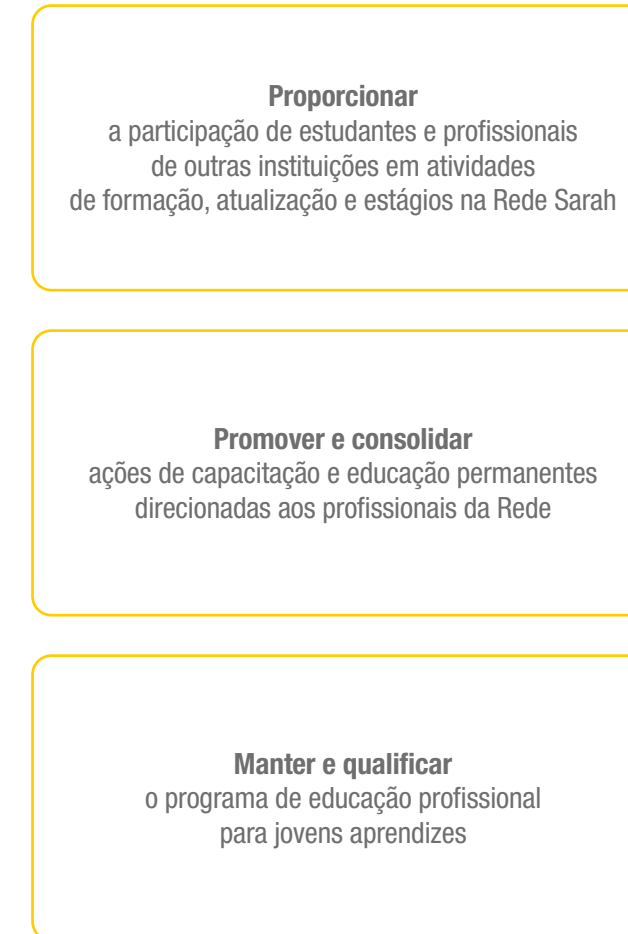 Proporcionar
a participação de estudantes e profissionais
de outras instituições em atividades
de formação, atualização e estágios na Rede Sarah
Promover e consolidar
ações de capacitação e educação permanentes
direcionadas aos profissionais da Rede
Manter e qualificar
o programa de educação profissional
para jovens aprendizes